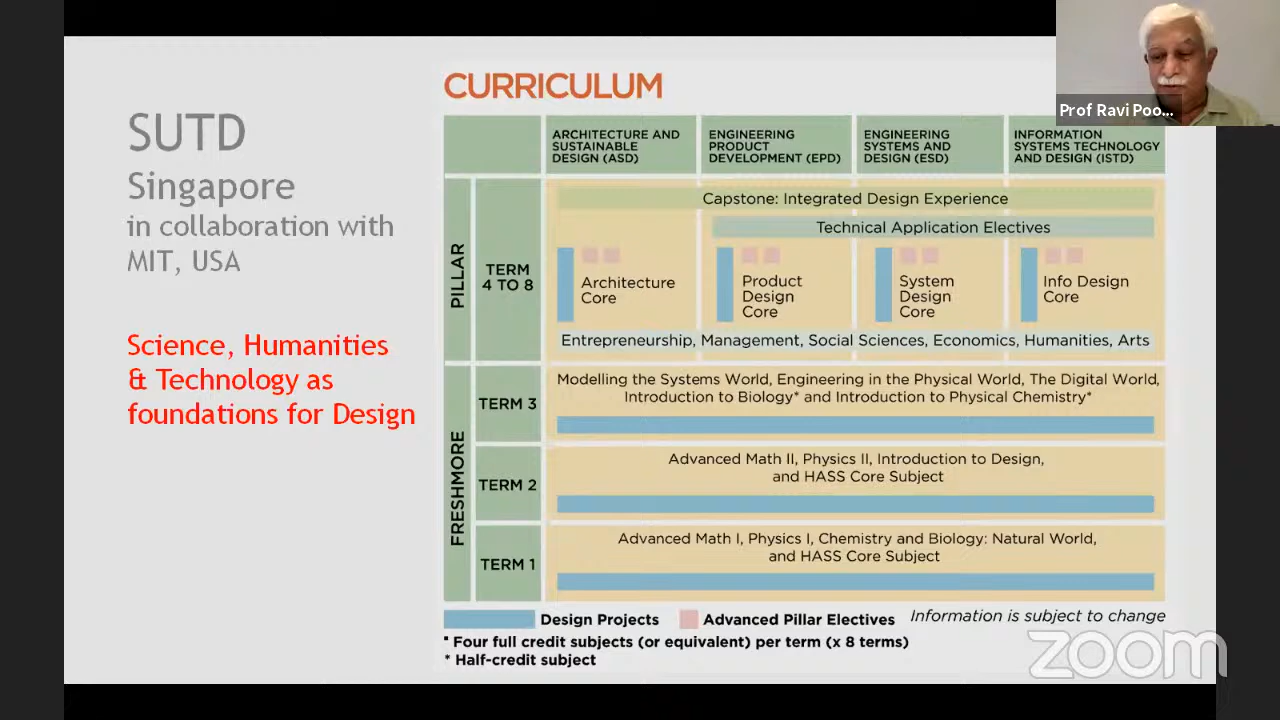 SUTD
Singapore
in collaboration with
MIT, USA
Science, Humanities
& Technology as
foundations for Design
CURRICULUM
ARCHITECTURE AND
SUSTAINABLE
DESIGN (ASD)
ENGINEERING
PRODUCT
DEVELOPMENT (EPD)
ENGINEERING
SYSTEMS AND
DESIGN (ESD)
INFORMATION
SYSTEMS TECHNOLOGY
AND DESIGN (ISTD)
PILLAR
TERM
4 TO 8
Capstone: Integrated Design Experience
Technical Application Electives
Architecture
Core
Product
Design
Core
System
Design
Core
Info Design
Core
Entrepreneurship, Management, Social Sciences, Economics, Humanities, Arts
FRESHMORE
TERM 3
Modelling the Systems World, Engineering in the Physical World, The Digital World,
Introduction to Biology* and Introduction to Physical Chemistry*
TERM 2
Advanced Math II, Physics II, Introduction to Design,
and HASS Core Subject
TERM 1
Advanced Math I, Physics I, Chemistry and Biology: Natural World,
and HASS Core Subject
Design Projects
Advanced Pillar Electives
Information is subject to change
▪ Four full credit subjects (or equivalent) per term (x 8 terms)
* Half-credit subject
Prof Ravi Poo...
zoom